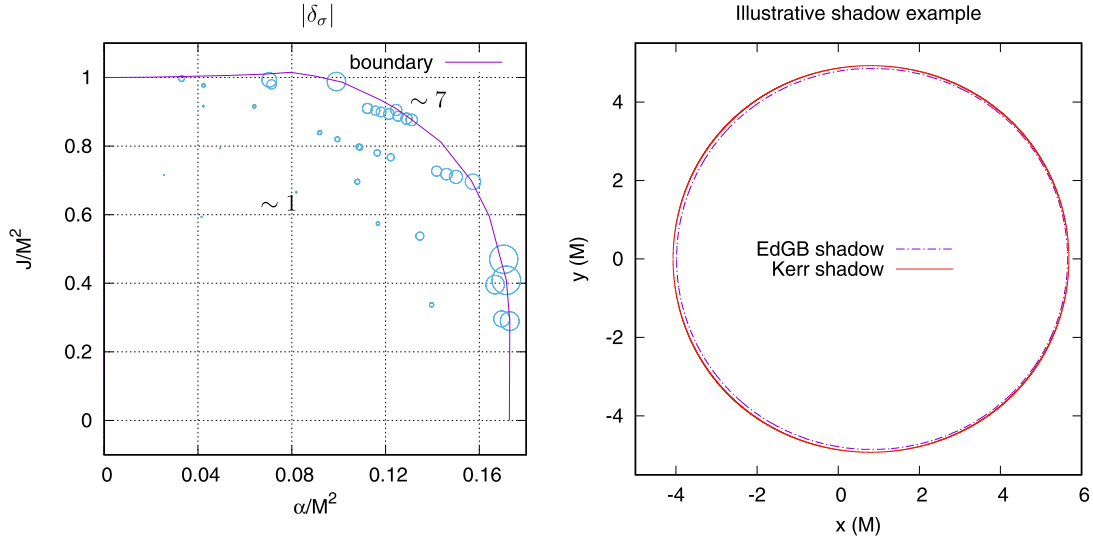 |δσ|
boundary
∼ 7
∼ 1
1
0.8
0.6
0.4
0.2
0
J/M²
0
0.04
0.08
0.12
0.16
α/M²
Illustrative shadow example
EdGB shadow
Kerr shadow
4
2
0
-2
-4
y (M)
-4
-2
0
2
4
6
x (M)